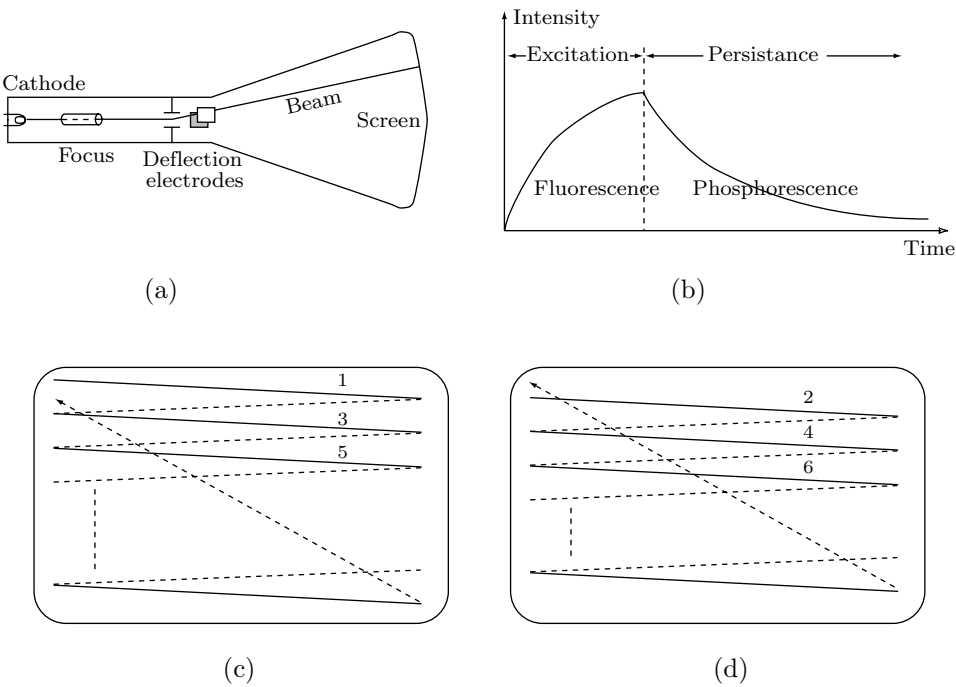 Cathode
Beam
Screen
Focus
Deflection
electrodes
(a)
Intensity
Excitation
Persistance
Fluorescence
Phosphorescence
Time
(b)
1
3
5
(c)
2
4
6
(d)